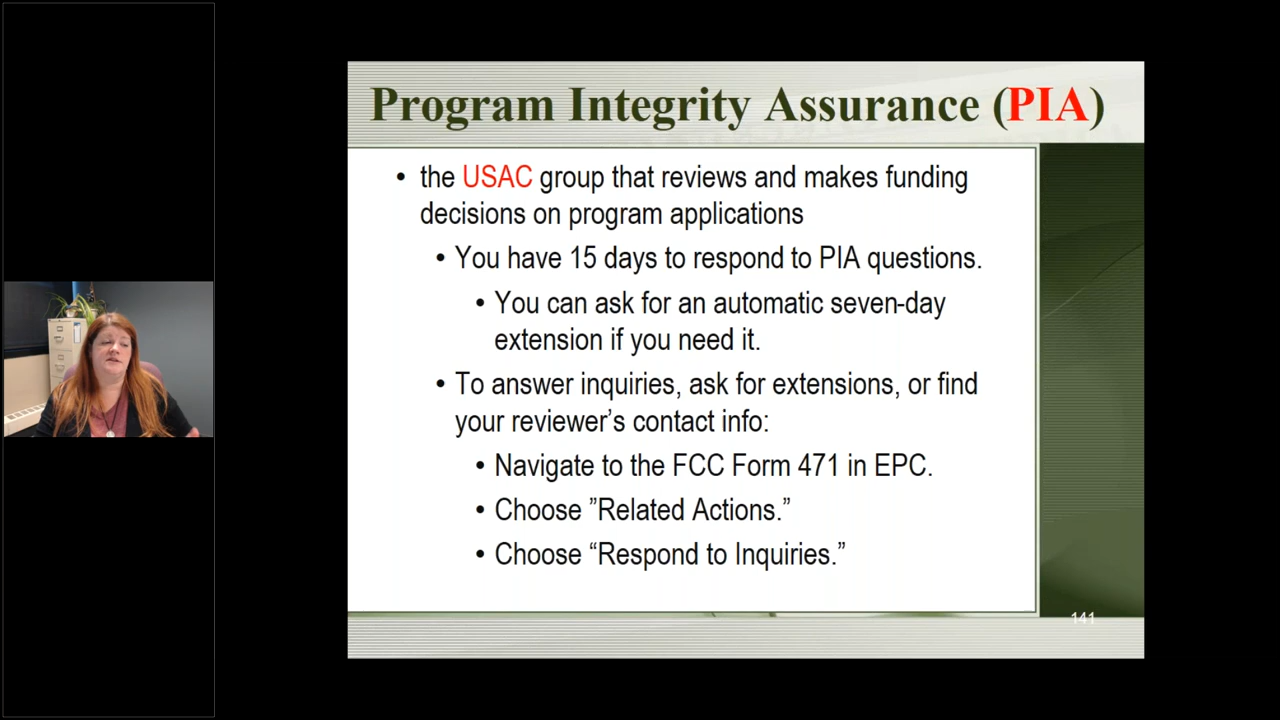 Program Integrity Assurance (PIA)
• the USAC group that reviews and makes funding
decisions on program applications
• You have 15 days to respond to PIA questions.
• You can ask for an automatic seven-day
extension if you need it.
• To answer inquiries, ask for extensions, or find
your reviewer’s contact info:
• Navigate to the FCC Form 471 in EPC.
• Choose ”Related Actions.”
• Choose “Respond to Inquiries.”
141